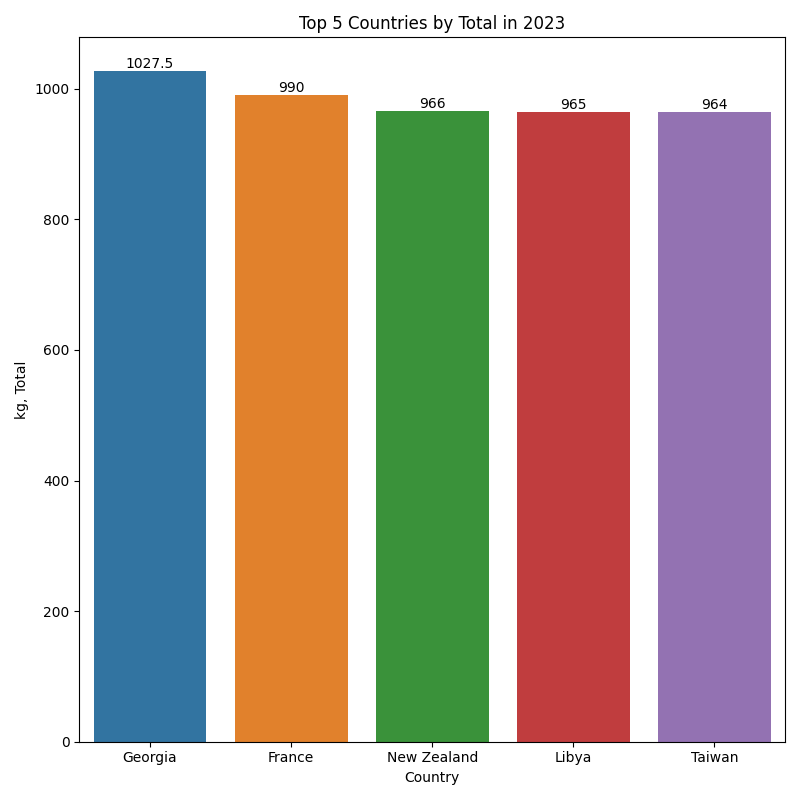 Top 5 Countries by Total in 2023
1027.5
990
966
965
964
1000
800
600
400
200
0
kg, Total
Georgia
France
New Zealand
Libya
Taiwan
Country